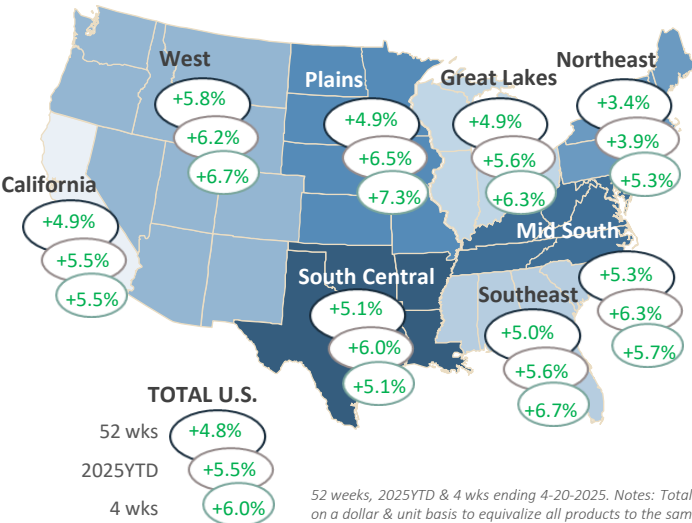 West
+5.8%
+6.2%
+6.7%
Plains
+4.9%
+6.5%
+7.3%
Great Lakes
+4.9%
+5.6%
+6.3%
Northeast
+3.4%
+3.9%
+5.3%
California
+4.9%
+5.5%
+5.5%
South Central
+5.1%
+6.0%
+5.1%
Southeast
+5.0%
+5.6%
+6.7%
Mid South
+5.3%
+6.3%
+5.7%
TOTAL U.S.
52 wks +4.8%
2025YTD +5.5%
4 wks +6.0%
52 weeks, 2025YTD & 4 wks ending 4-20-2025. Notes: Total
on a dollar & unit basis to equivalize all products to the sam